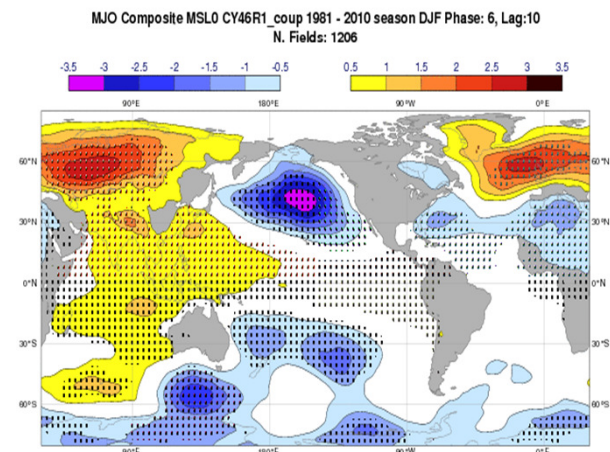 MJO Composite MSL0 CY46R1_coup 1981 - 2010 season DJF Phase: 6, Lag:10
N. Fields: 1206
-3.5 -3 -2.5 -2 -1.5 -1 -0.5 0.5 1 1.5 2 2.5 3 3.5
90°E 180°E 90°W 0°E
60°N 60°N
30°N 30°N
0°N 0°N
30°S 30°S
60°S 60°S